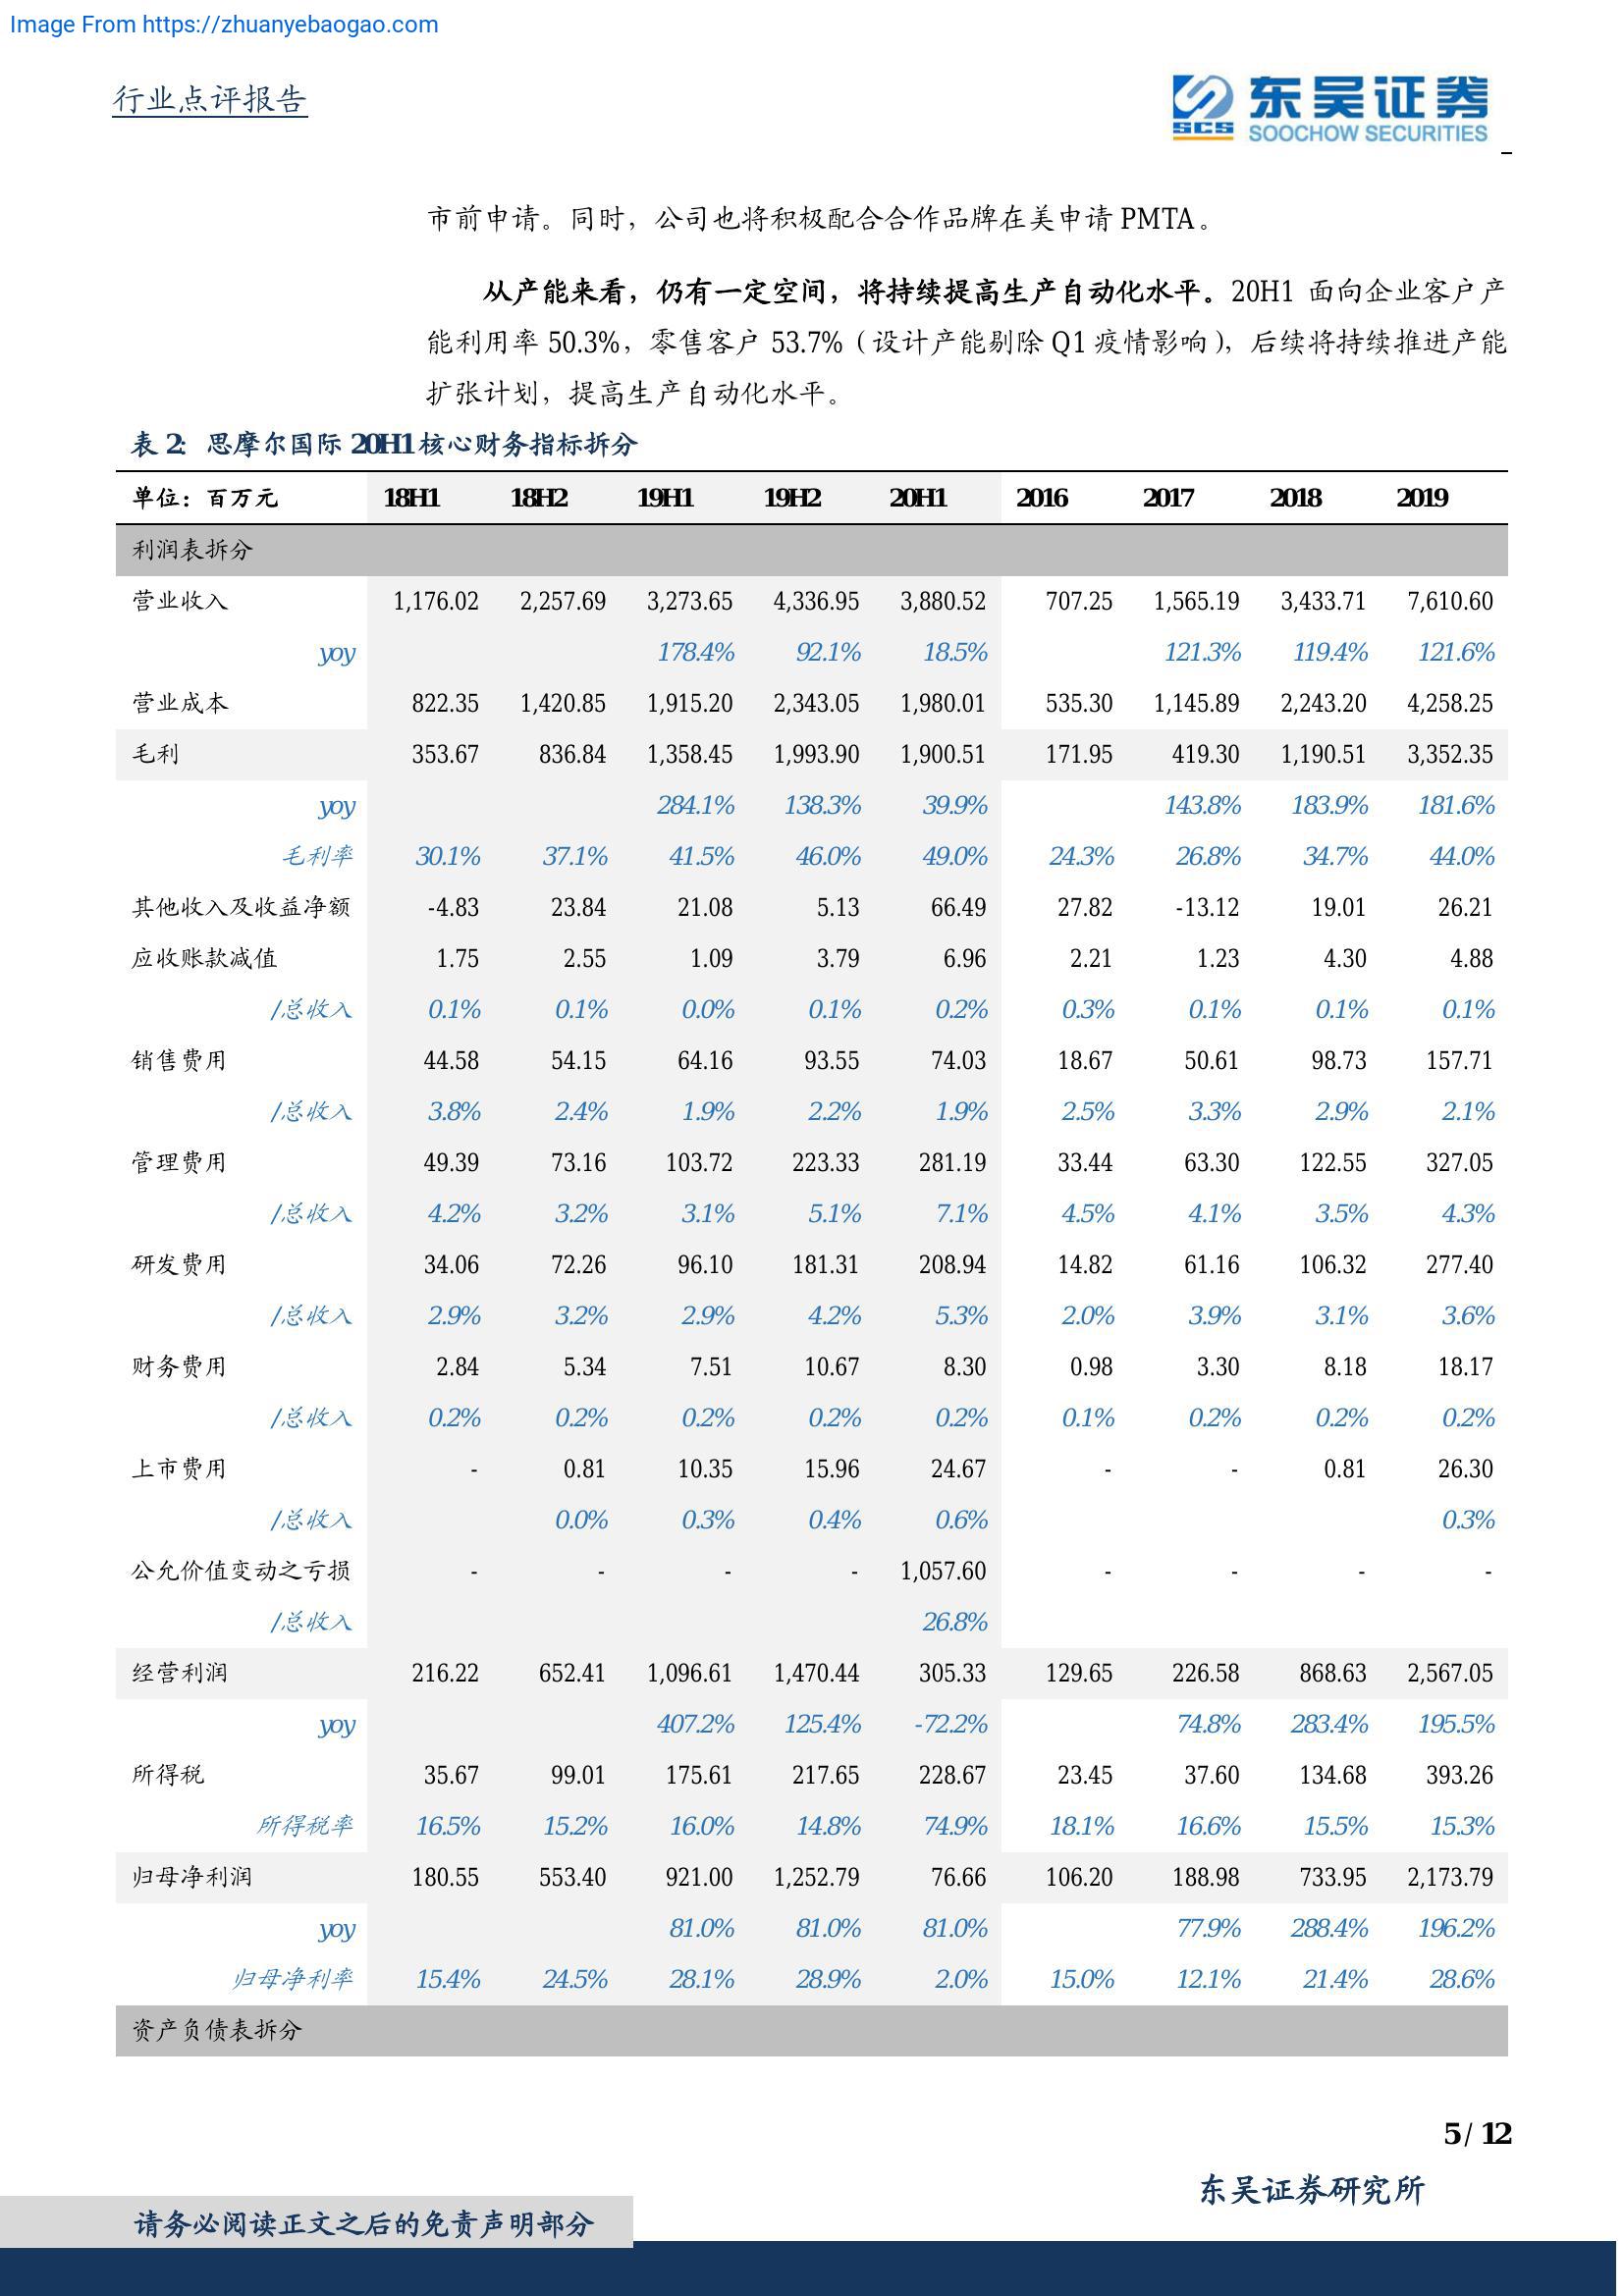 Image From https://zhuanyebaogao.com
行业点评报告
SCS 东吴证券
SOOCHOW SECURITIES
市前申请。同时，公司也将积极配合合作品牌在美申请 PMTA。
从产能来看，仍有一定空间，将持续提高生产自动化水平。20H1 面向企业客户产
能利用率 50.3%，零售客户 53.7%（设计产能剔除 Q1 疫情影响），后续将持续推进产能
扩张计划，提高生产自动化水平。
表 2：思摩尔国际 20H1 核心财务指标拆分
单位：百万元 18H1 18H2 19H1 19H2 20H1 2016 2017 2018 2019
利润表拆分
营业收入 1,176.02 2,257.69 3,273.65 4,336.95 3,880.52 707.25 1,565.19 3,433.71 7,610.60
yoy 178.4% 92.1% 18.5% 121.3% 119.4% 121.6%
营业成本 822.35 1,420.85 1,915.20 2,343.05 1,980.01 535.30 1,145.89 2,243.20 4,258.25
毛利 353.67 836.84 1,358.45 1,993.90 1,900.51 171.95 419.30 1,190.51 3,352.35
yoy 284.1% 138.3% 39.9% 143.8% 183.9% 181.6%
毛利率 30.1% 37.1% 41.5% 46.0% 49.0% 24.3% 26.8% 34.7% 44.0%
其他收入及收益净额 -4.83 23.84 21.08 5.13 66.49 27.82 -13.12 19.01 26.21
应收账款减值 1.75 2.55 1.09 3.79 6.96 2.21 1.23 4.30 4.88
/总收入 0.1% 0.1% 0.0% 0.1% 0.2% 0.3% 0.1% 0.1% 0.1%
销售费用 44.58 54.15 64.16 93.55 74.03 18.67 50.61 98.73 157.71
/总收入 3.8% 2.4% 1.9% 2.2% 1.9% 2.5% 3.3% 2.9% 2.1%
管理费用 49.39 73.16 103.72 223.33 281.19 33.44 63.30 122.55 327.05
/总收入 4.2% 3.2% 3.1% 5.1% 7.1% 4.5% 4.1% 3.5% 4.3%
研发费用 34.06 72.26 96.10 181.31 208.94 14.82 61.16 106.32 277.40
/总收入 2.9% 3.2% 2.9% 4.2% 5.3% 2.0% 3.9% 3.1% 3.6%
财务费用 2.84 5.34 7.51 10.67 8.30 0.98 3.30 8.18 18.17
/总收入 0.2% 0.2% 0.2% 0.2% 0.2% 0.1% 0.2% 0.2% 0.2%
上市费用 - 0.81 10.35 15.96 24.67 - - 0.81 26.30
/总收入 0.0% 0.3% 0.4% 0.6% 0.3%
公允价值变动之亏损 - - - - 1,057.60 - - - -
/总收入 26.8%
经营利润 216.22 652.41 1,096.61 1,470.44 305.33 129.65 226.58 868.63 2,567.05
yoy 407.2% 125.4% -72.2% 74.8% 283.4% 195.5%
所得税 35.67 99.01 175.61 217.65 228.67 23.45 37.60 134.68 393.26
所得税率 16.5% 15.2% 16.0% 14.8% 74.9% 18.1% 16.6% 15.5% 15.3%
归母净利润 180.55 553.40 921.00 1,252.79 76.66 106.20 188.98 733.95 2,173.79
yoy 81.0% 81.0% 81.0% 77.9% 288.4% 196.2%
归母净利率 15.4% 24.5% 28.1% 28.9% 2.0% 15.0% 12.1% 21.4% 28.6%
资产负债表拆分
5 / 12
东吴证券研究所
请务必阅读正文之后的免责声明部分